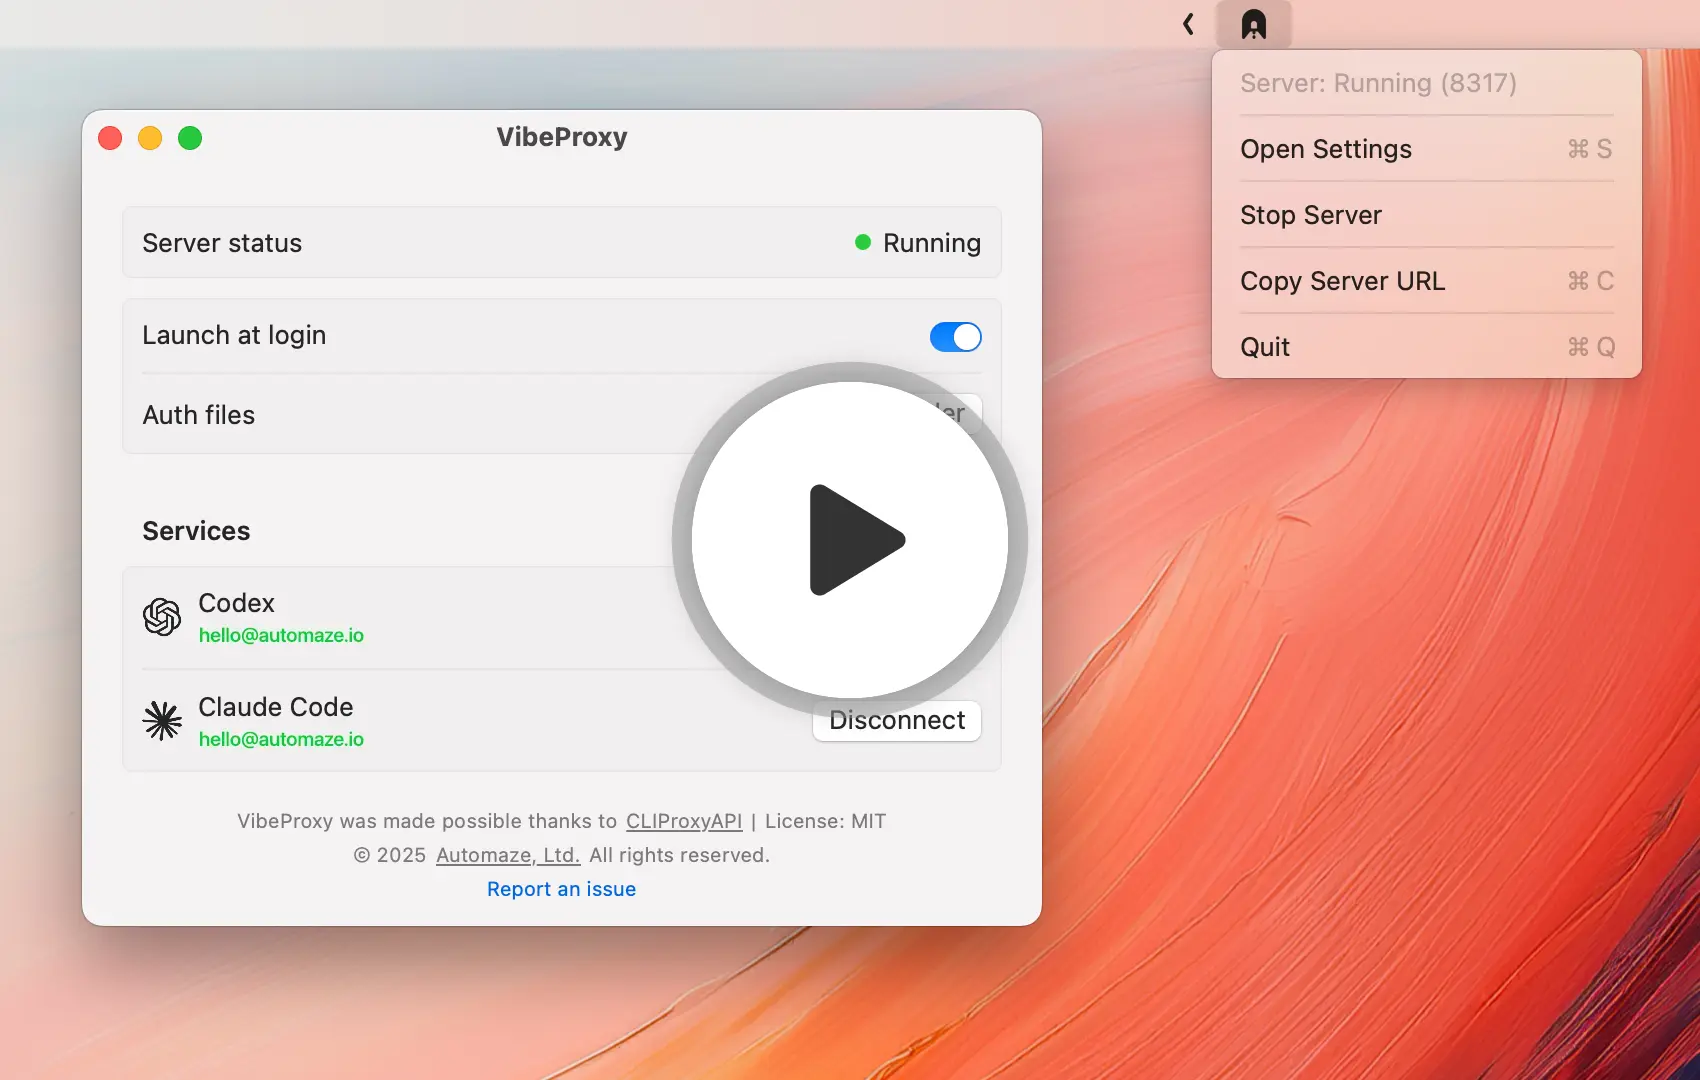 Server: Running (8317)
Open Settings ⌘ S
Stop Server
Copy Server URL ⌘ C
Quit ⌘ Q
VibeProxy
Server status Running
Launch at login
Auth files
Services
Codex
hello@automaze.io
Claude Code
hello@automaze.io
Disconnect
VibeProxy was made possible thanks to CLIProxyAPI | License: MIT
© 2025 Automaze, Ltd. All rights reserved.
Report an issue